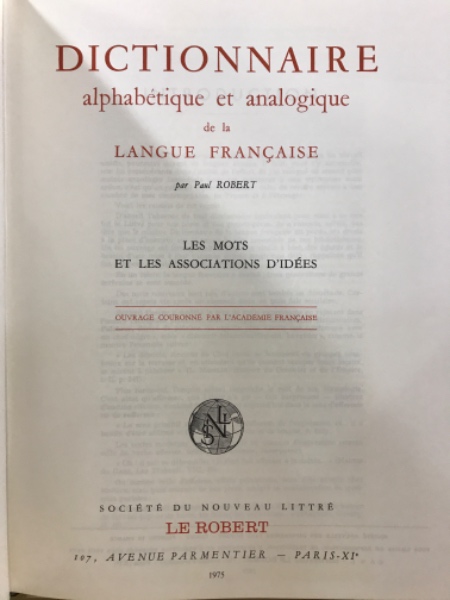 DICTIONNAIRE
alphabétique et analogique
de la
LANGUE FRANÇAISE
par Paul ROBERT
LES MOTS
ET LES ASSOCIATIONS D'IDÉES
OUVRAGE COURONNÉ PAR L'ACADÉMIE FRANÇAISE
SNL
SOCIÉTÉ DU NOUVEAU LITTRÉ
LE ROBERT
107, AVENUE PARMENTIER — PARIS-XIe
1975